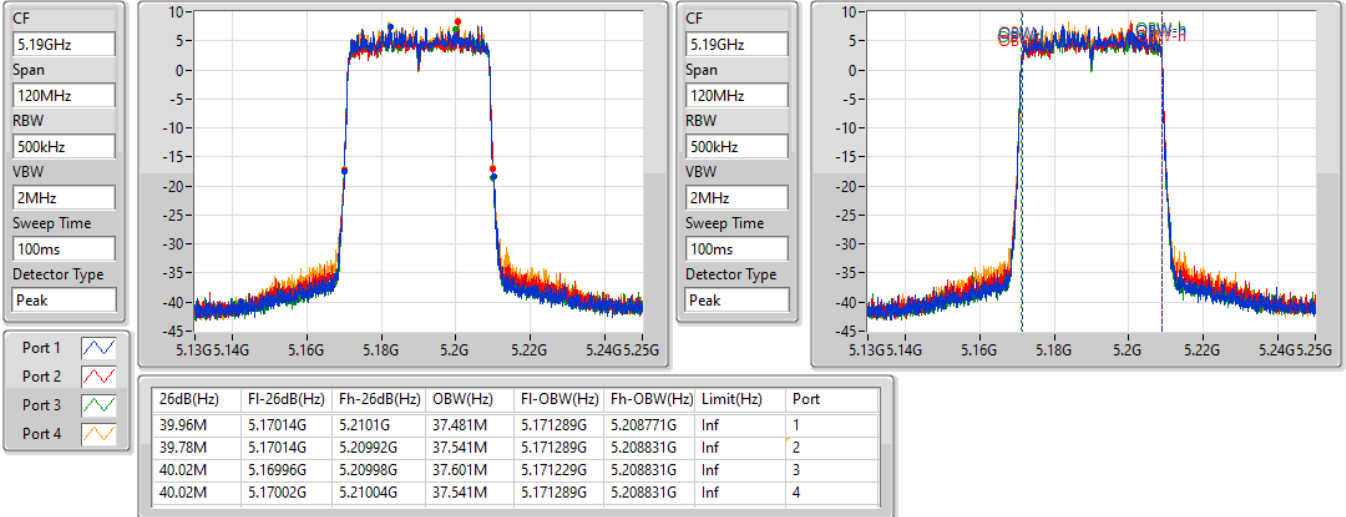 CF
5.19GHz
Span
120MHz
RBW
500kHz
VBW
2MHz
Sweep Time
100ms
Detector Type
Peak
10
5
0
-5
-10
-15
-20
-25
-30
-35
-40
-45
5.13G 5.14G 5.16G 5.18G 5.2G 5.22G 5.24G 5.25G
CF
5.19GHz
Span
120MHz
RBW
500kHz
VBW
2MHz
Sweep Time
100ms
Detector Type
Peak
10
5
0
-5
-10
-15
-20
-25
-30
-35
-40
-45
OBW-h
5.13G 5.14G 5.16G 5.18G 5.2G 5.22G 5.24G 5.25G
Port 1
Port 2
Port 3
Port 4
26dB(Hz) Fl-26dB(Hz) Fh-26dB(Hz) OBW(Hz) Fl-OBW(Hz) Fh-OBW(Hz) Limit(Hz) Port
39.96M 5.17014G 5.2101G 37.481M 5.171289G 5.208771G Inf 1
39.78M 5.17014G 5.20992G 37.541M 5.171289G 5.208831G Inf 2
40.02M 5.16996G 5.20998G 37.601M 5.171229G 5.208831G Inf 3
40.02M 5.17002G 5.21004G 37.541M 5.171289G 5.208831G Inf 4